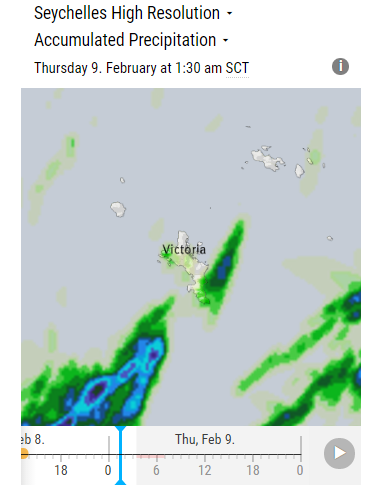 Seychelles High Resolution
Accumulated Precipitation
Thursday 9. February at 1:30 am SCT
i
Victoria
eb 8.
Thu, Feb 9.
18 0 6 12 18 0